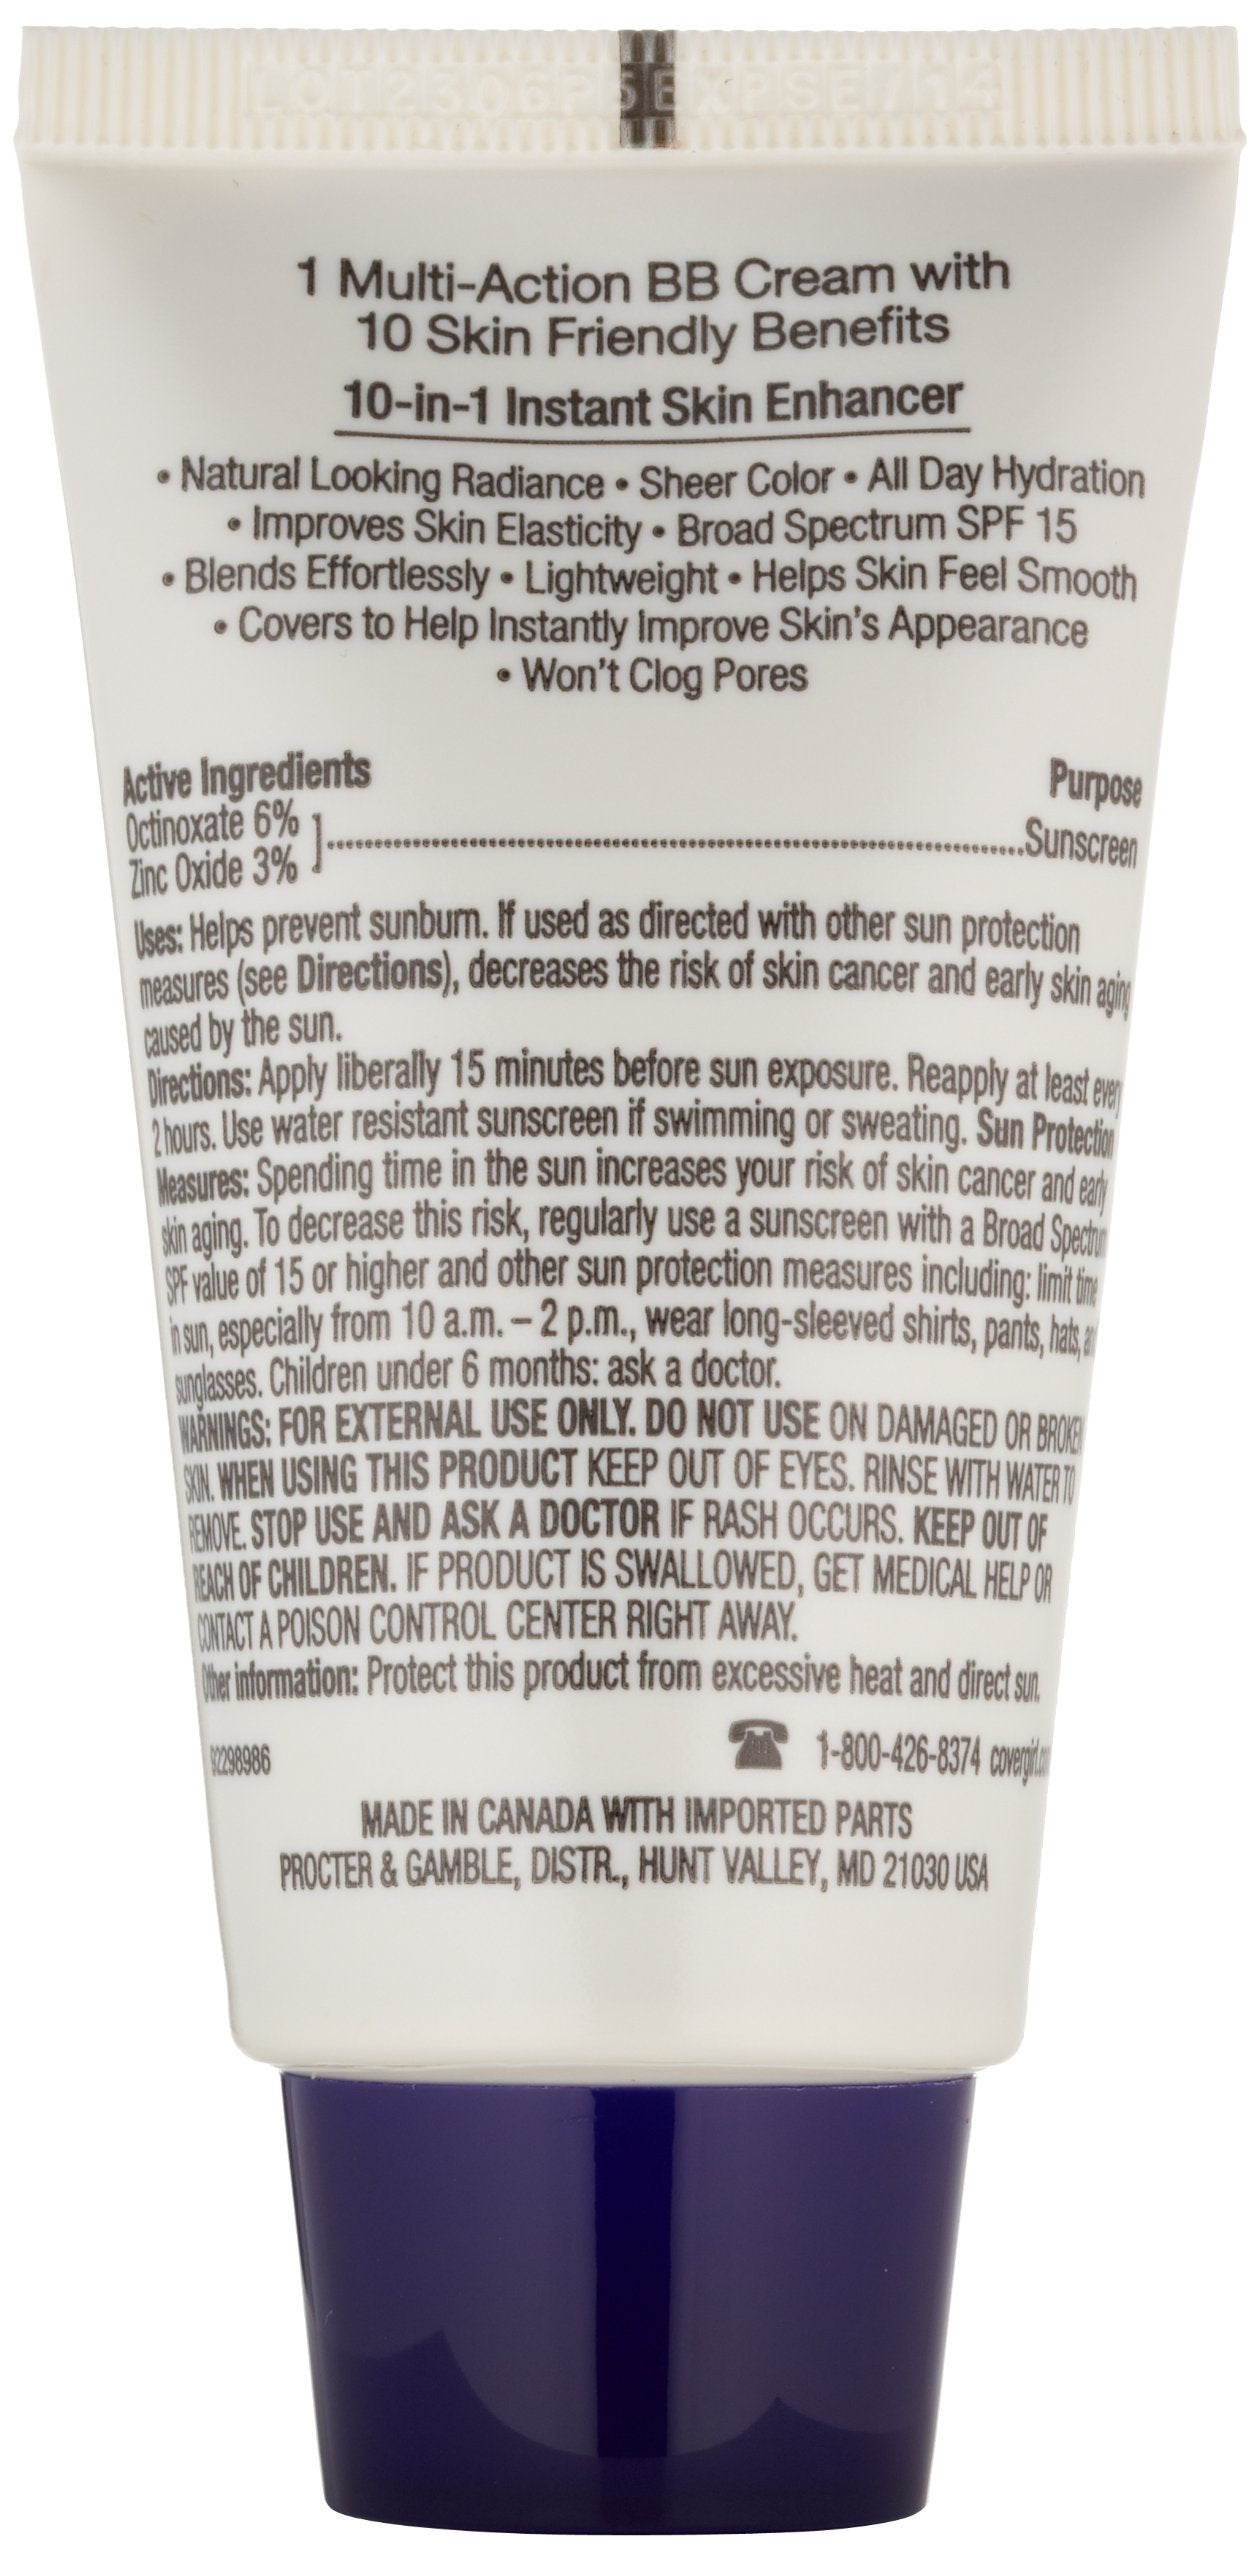 1 Multi-Action BB Cream with
10 Skin Friendly Benefits
10-in-1 Instant Skin Enhancer
• Natural Looking Radiance • Sheer Color • All Day Hydration
• Improves Skin Elasticity • Broad Spectrum SPF 15
• Blends Effortlessly • Lightweight • Helps Skin Feel Smooth
• Covers to Help Instantly Improve Skin's Appearance
• Won't Clog Pores
Active Ingredients Purpose
Octinoxate 6%
Zinc Oxide 3% ]........Sunscreen
Uses: Helps prevent sunburn. If used as directed with other sun protection
measures (see Directions), decreases the risk of skin cancer and early skin aging
caused by the sun.
Directions: Apply liberally 15 minutes before sun exposure. Reapply at least every
2 hours. Use water resistant sunscreen if swimming or sweating. Sun Protection
Measures: Spending time in the sun increases your risk of skin cancer and early
skin aging. To decrease this risk, regularly use a sunscreen with a Broad Spectrum
SPF value of 15 or higher and other sun protection measures including: limit time
in sun, especially from 10 a.m. – 2 p.m., wear long-sleeved shirts, pants, hats,
sunglasses. Children under 6 months: ask a doctor.
WARNINGS: FOR EXTERNAL USE ONLY. DO NOT USE ON DAMAGED OR BROKEN
SKIN. WHEN USING THIS PRODUCT KEEP OUT OF EYES. RINSE WITH WATER TO
REMOVE. STOP USE AND ASK A DOCTOR IF RASH OCCURS. KEEP OUT OF
REACH OF CHILDREN. IF PRODUCT IS SWALLOWED, GET MEDICAL HELP OR
CONTACT A POISON CONTROL CENTER RIGHT AWAY.
Other information: Protect this product from excessive heat and direct sun.
92298986 1-800-426-8374 covergirl.com
MADE IN CANADA WITH IMPORTED PARTS
PROCTER & GAMBLE, DISTR., HUNT VALLEY, MD 21030 USA